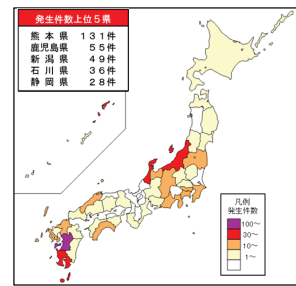 発生件数上位5県
熊本県 131件
鹿児島県 55件
新潟県 49件
石川県 36件
静岡県 28件
凡例
発生件数
100～
30～
10～
1～